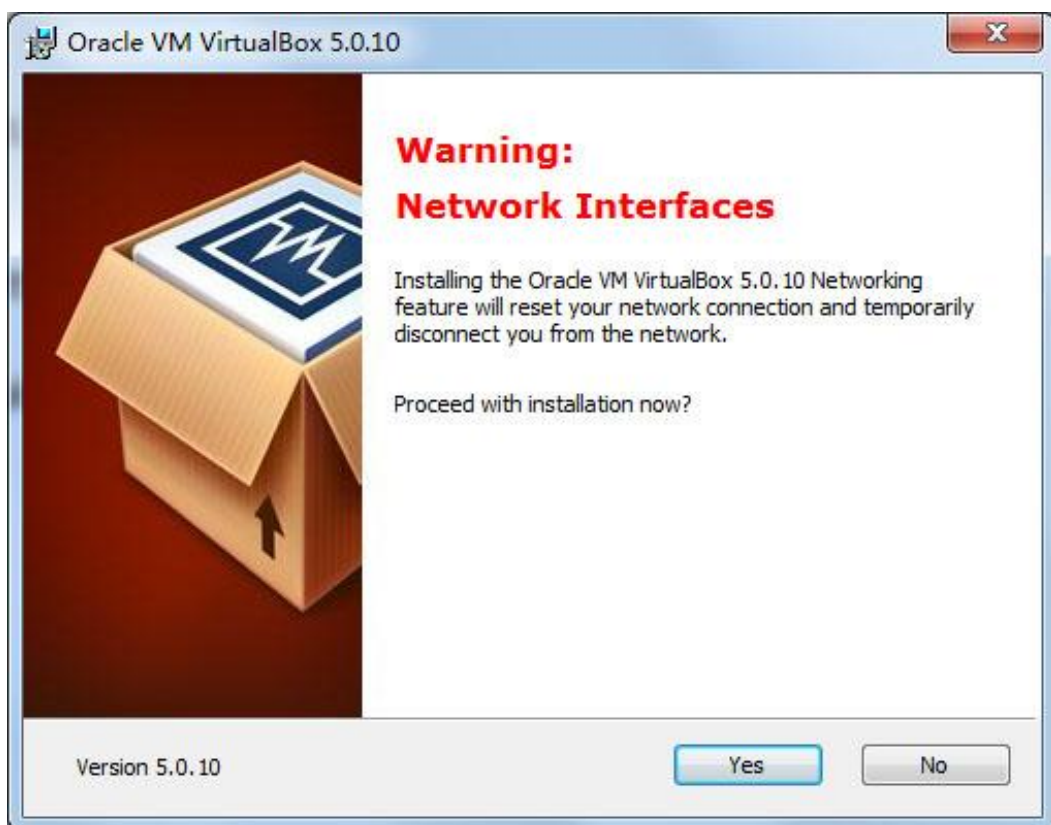 Oracle VM VirtualBox 5.0.10
Warning:
Network Interfaces
Installing the Oracle VM VirtualBox 5.0.10 Networking
feature will reset your network connection and temporarily
disconnect you from the network.
Proceed with installation now?
Version 5.0.10
Yes
No